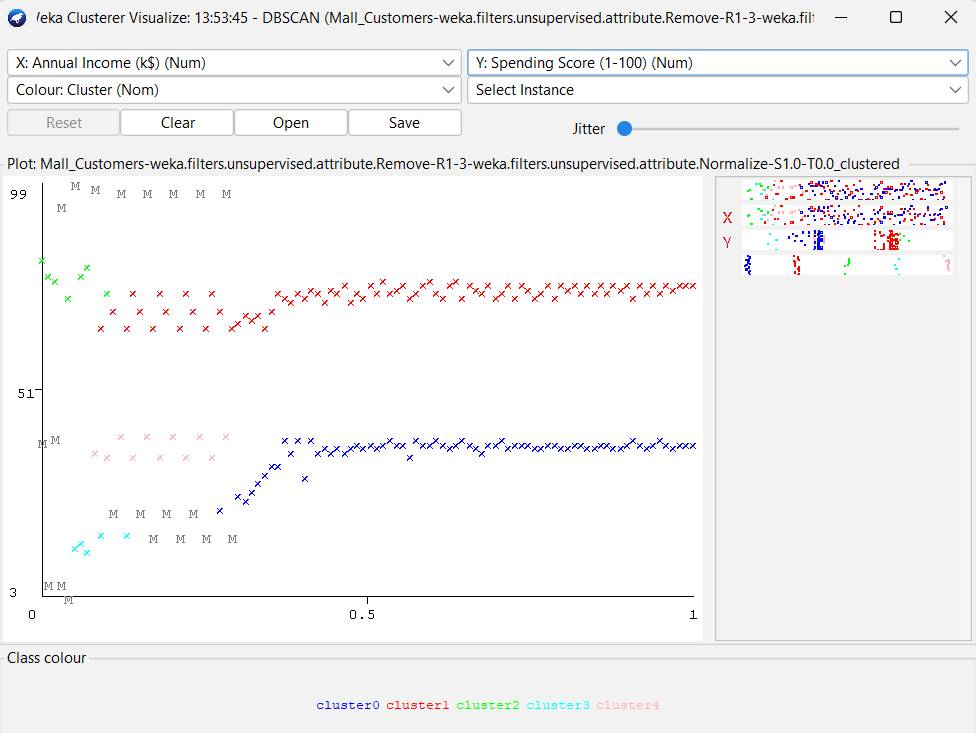 Weka Clusterer Visualize: 13:53:45 - DBSCAN (Mall_Customers-weka.filters.unsupervised.attribute.Remove-R1-3-weka.filt
X: Annual Income (k$) (Num)
Y: Spending Score (1-100) (Num)
Colour: Cluster (Nom)
Select Instance
Reset
Clear
Open
Save
Jitter
Plot: Mall_Customers-weka.filters.unsupervised.attribute.Remove-R1-3-weka.filters.unsupervised.attribute.Normalize-S1.0-T0.0_clustered
99
51
3
0
0.5
1
X
Y
Class colour
cluster0 cluster1 cluster2 cluster3 cluster4